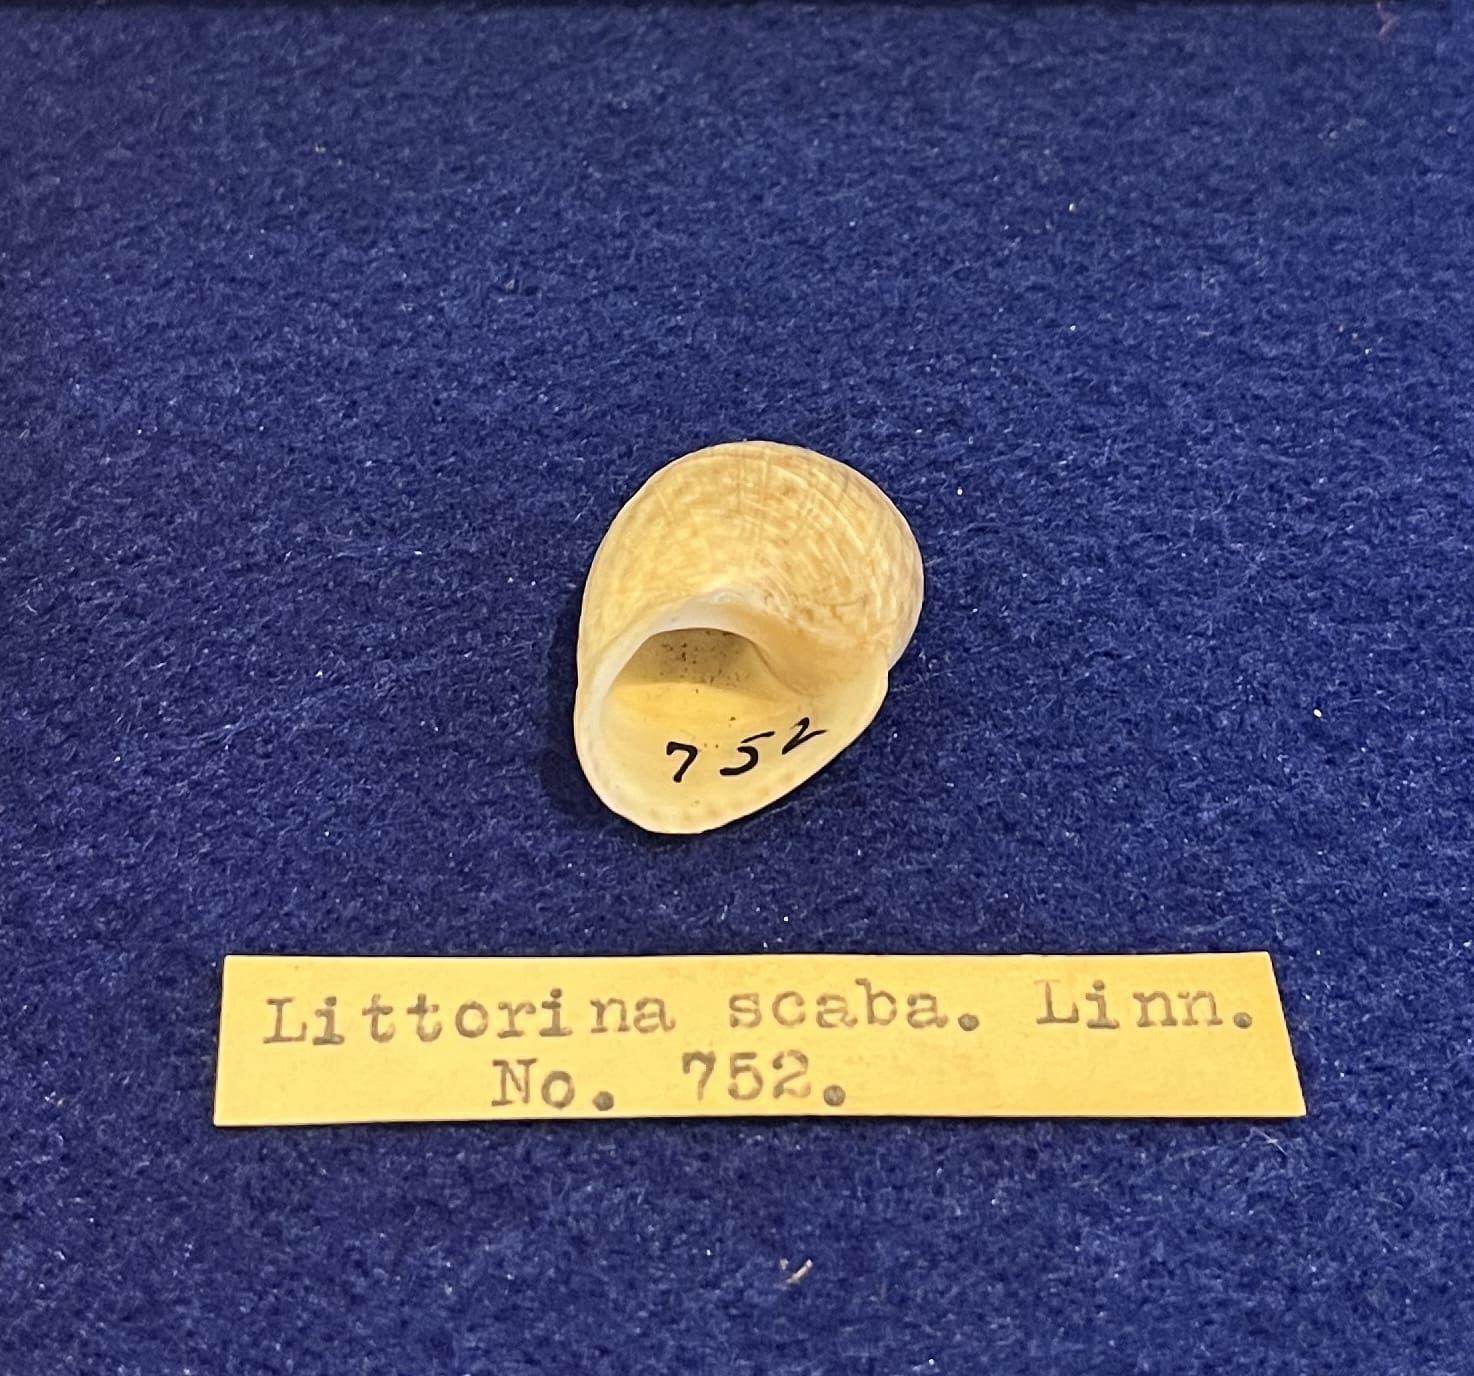 752
Littorina scaba. Linn.
No. 752.